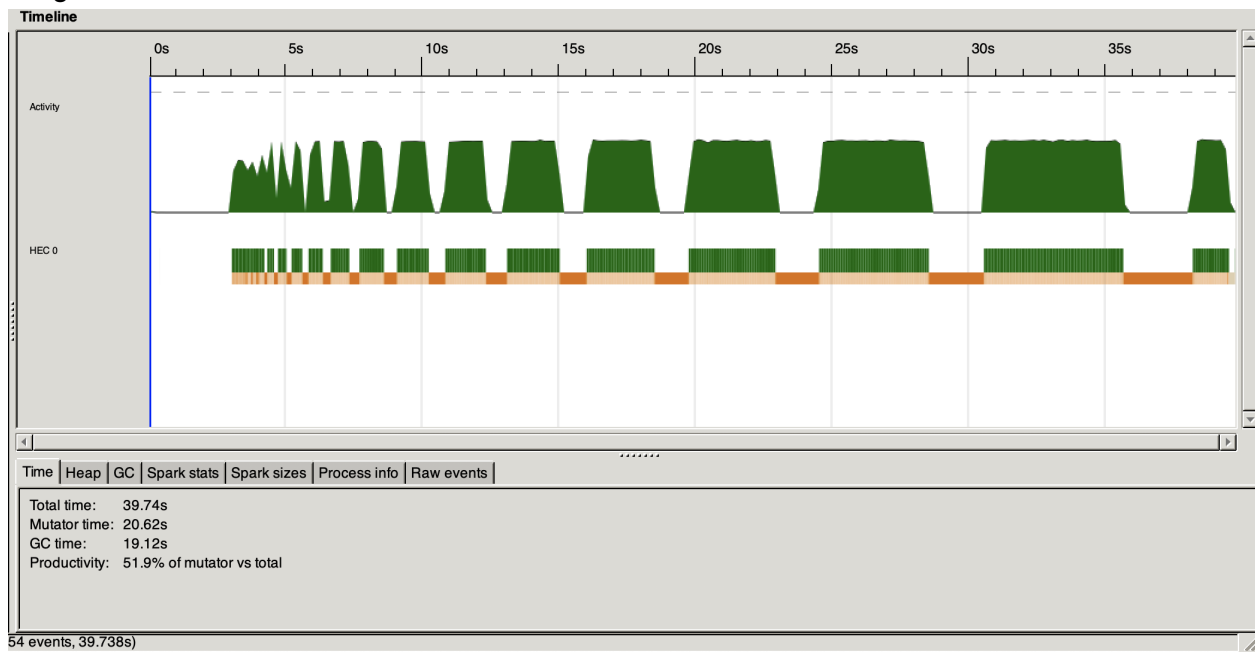 Timeline
0s 5s 10s 15s 20s 25s 30s 35s
Activity
HEC 0
Time Heap GC Spark stats Spark sizes Process info Raw events
Total time: 39.74s
Mutator time: 20.62s
GC time: 19.12s
Productivity: 51.9% of mutator vs total
54 events, 39.738s)